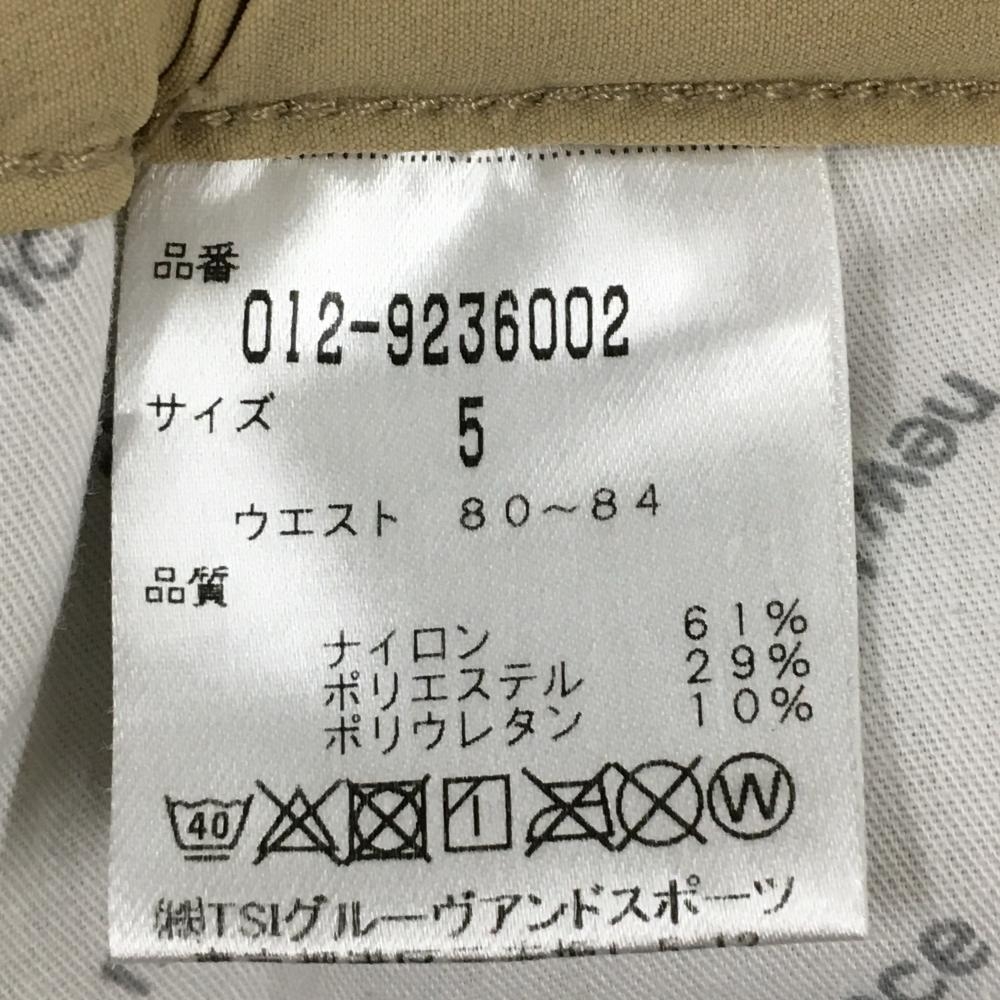 品番
012-9236002
サイズ 5
ウエスト 80~84
品質
ナイロン 61%
ポリエステル 29%
ポリウレタン 10%
40 W
㈱TSIグルーヴアンドスポーツ
new
ce